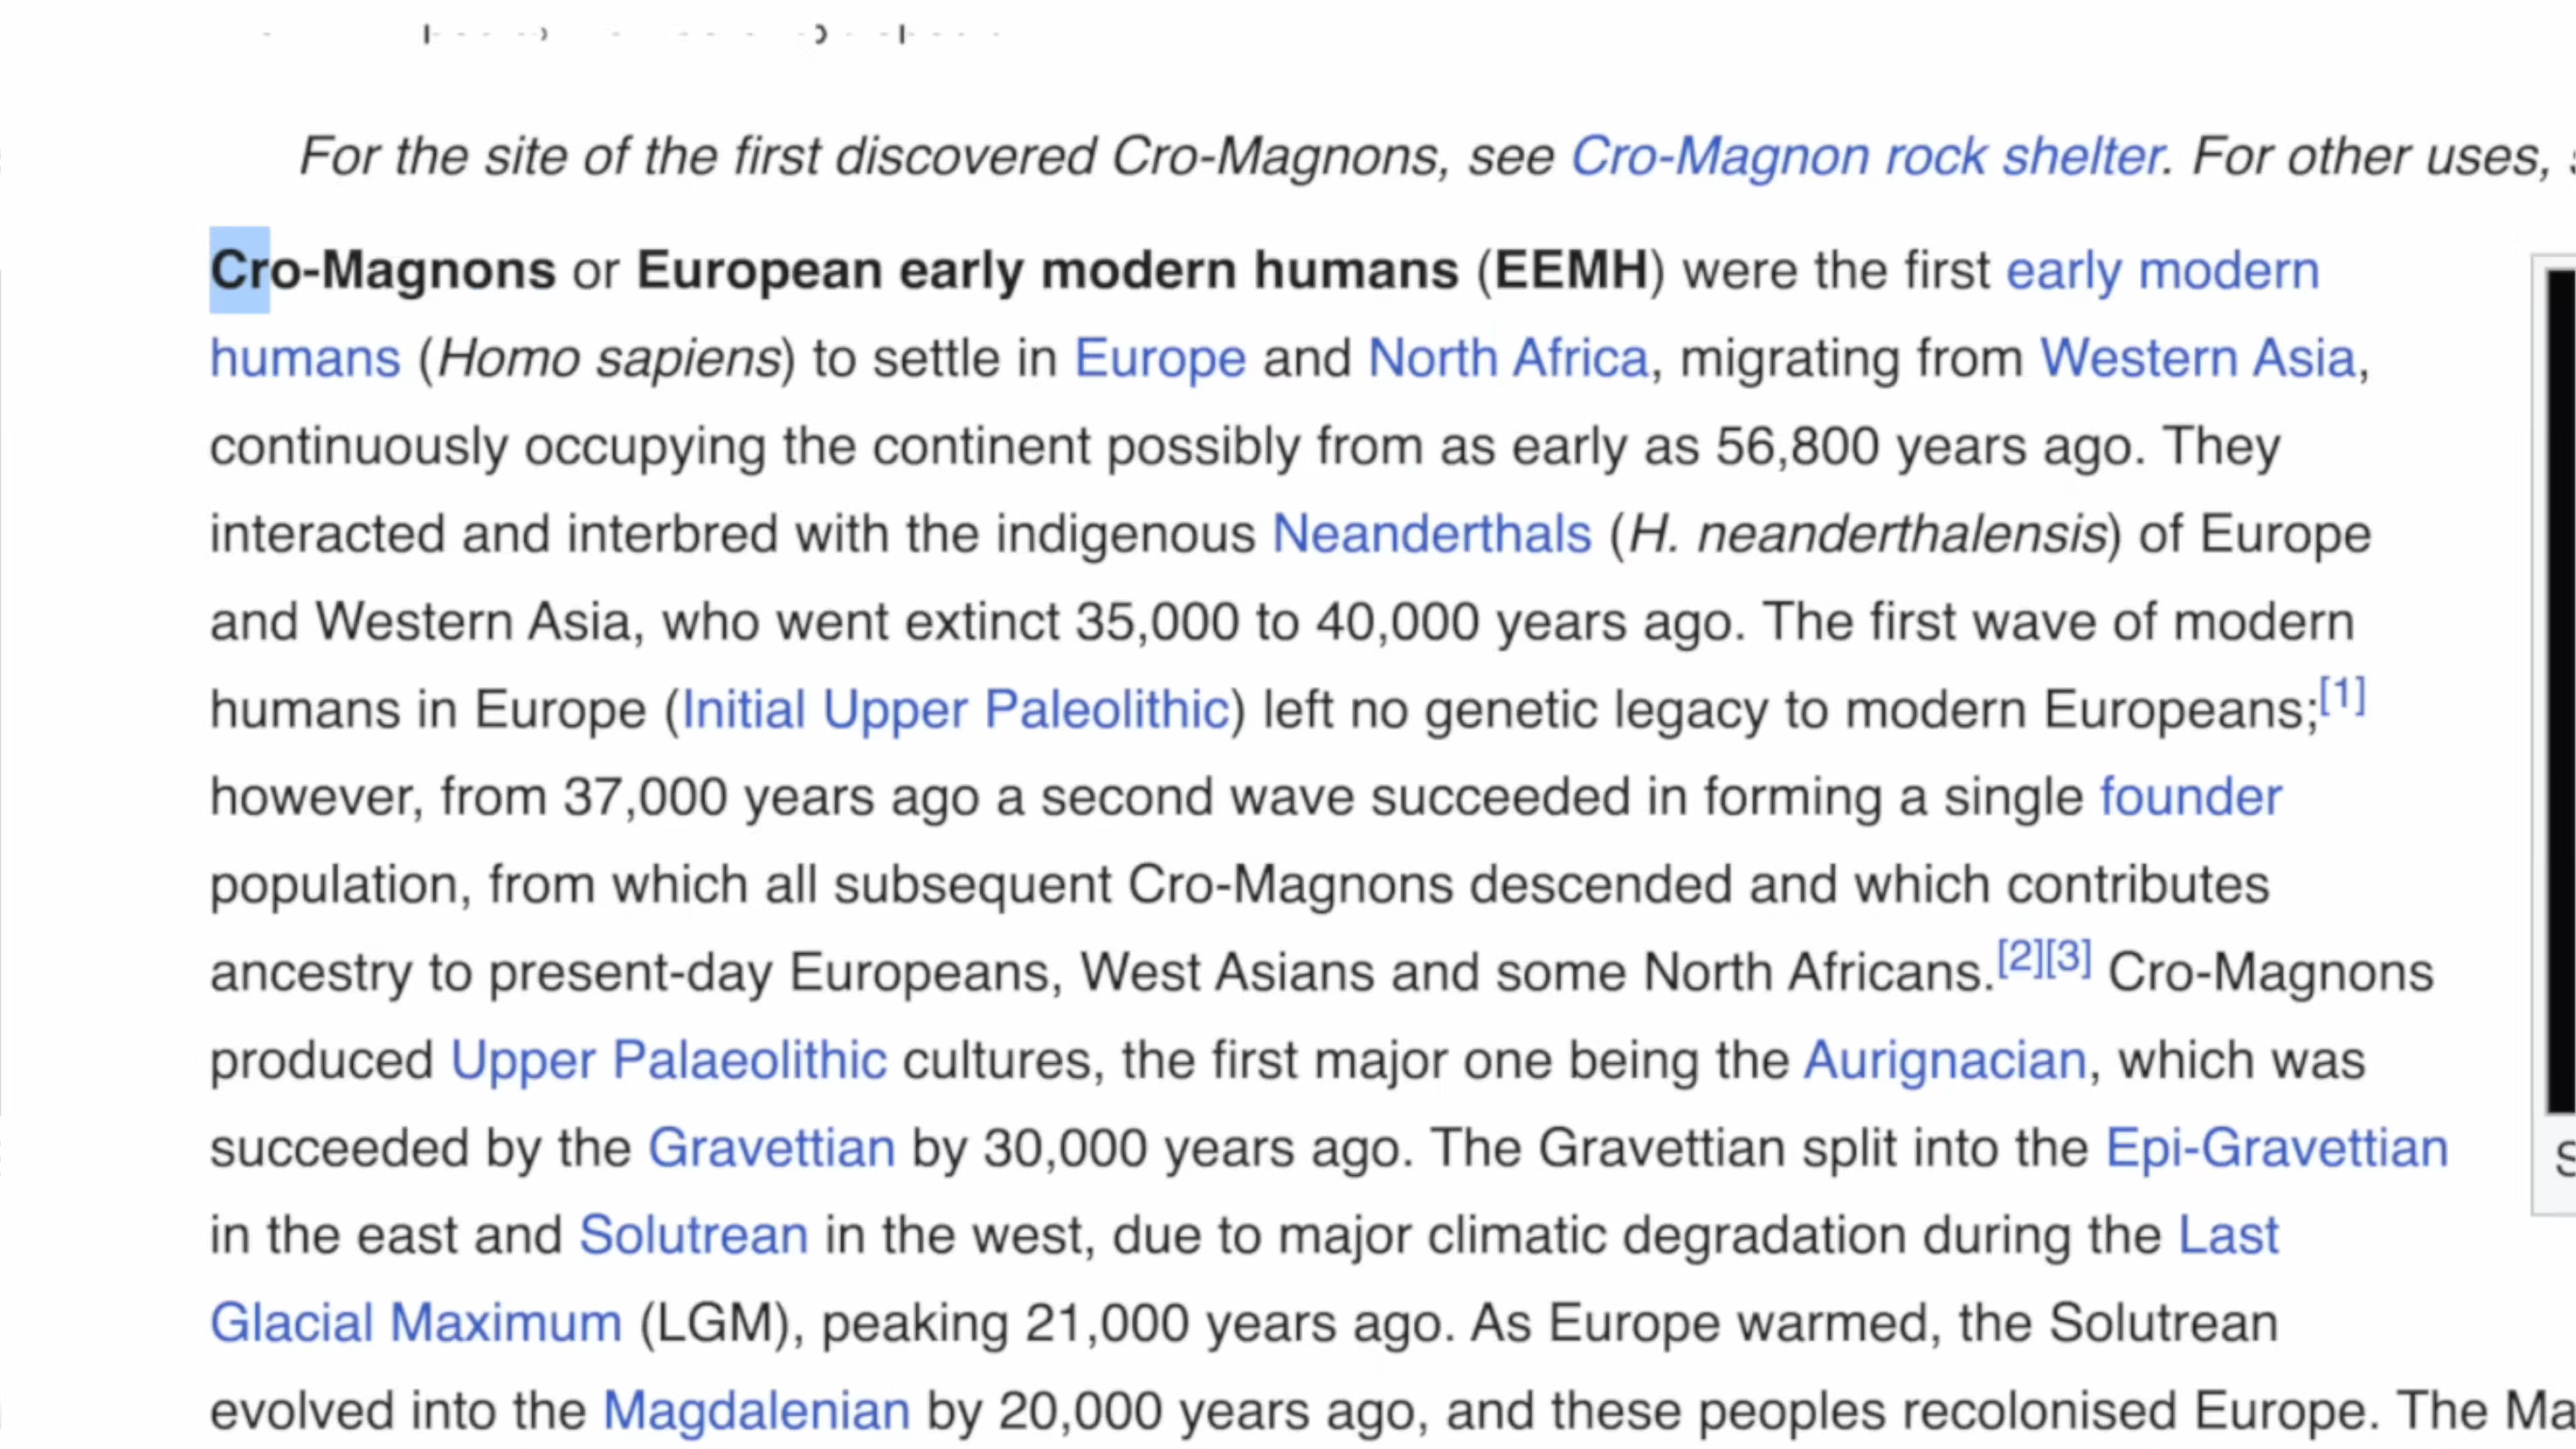 For the site of the first discovered Cro-Magnons, see Cro-Magnon rock shelter. For other uses,
Cro-Magnons or European early modern humans (EEMH) were the first early modern
humans (Homo sapiens) to settle in Europe and North Africa, migrating from Western Asia,
continuously occupying the continent possibly from as early as 56,800 years ago. They
interacted and interbred with the indigenous Neanderthals (H. neanderthalensis) of Europe
and Western Asia, who went extinct 35,000 to 40,000 years ago. The first wave of modern
humans in Europe (Initial Upper Paleolithic) left no genetic legacy to modern Europeans;[1]
however, from 37,000 years ago a second wave succeeded in forming a single founder
population, from which all subsequent Cro-Magnons descended and which contributes
ancestry to present-day Europeans, West Asians and some North Africans.[2][3] Cro-Magnons
produced Upper Palaeolithic cultures, the first major one being the Aurignacian, which was
succeeded by the Gravettian by 30,000 years ago. The Gravettian split into the Epi-Gravettian
in the east and Solutrean in the west, due to major climatic degradation during the Last
Glacial Maximum (LGM), peaking 21,000 years ago. As Europe warmed, the Solutrean
evolved into the Magdalenian by 20,000 years ago, and these peoples recolonised Europe. The Ma